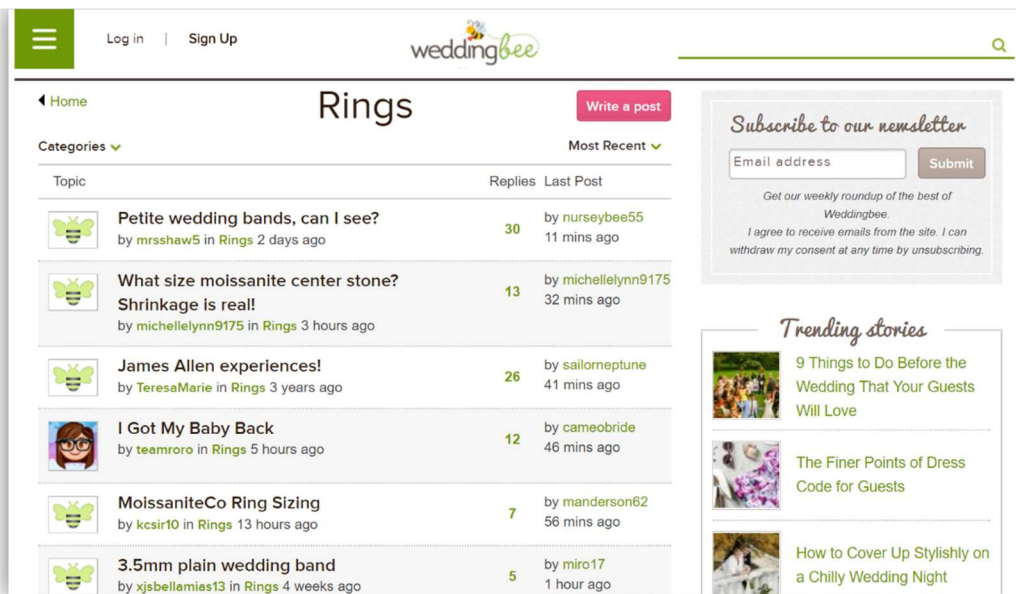 Log in | Sign Up
weddingbee
Home
Rings
Write a post
Categories
Most Recent
Topic Replies Last Post
Petite wedding bands, can I see?
by mrsshaw5 in Rings 2 days ago
30
by nurseybee55
11 mins ago
What size moissanite center stone?
Shrinkage is real!
by michellelynn9175 in Rings 3 hours ago
13
by michellelynn9175
32 mins ago
James Allen experiences!
by TeresaMarie in Rings 3 years ago
26
by sailorneptune
41 mins ago
I Got My Baby Back
by teamroro in Rings 5 hours ago
12
by cameobride
46 mins ago
MoissaniteCo Ring Sizing
by kcsir10 in Rings 13 hours ago
7
by manderson62
56 mins ago
3.5mm plain wedding band
by xjsbellamias13 in Rings 4 weeks ago
5
by miro17
1 hour ago
Subscribe to our newsletter
Email address
Submit
Get our weekly roundup of the best of
Weddingbee.
I agree to receive emails from the site. I can
withdraw my consent at any time by unsubscribing.
Trending stories
9 Things to Do Before the
Wedding That Your Guests
Will Love
The Finer Points of Dress
Code for Guests
How to Cover Up Stylishly on
a Chilly Wedding Night